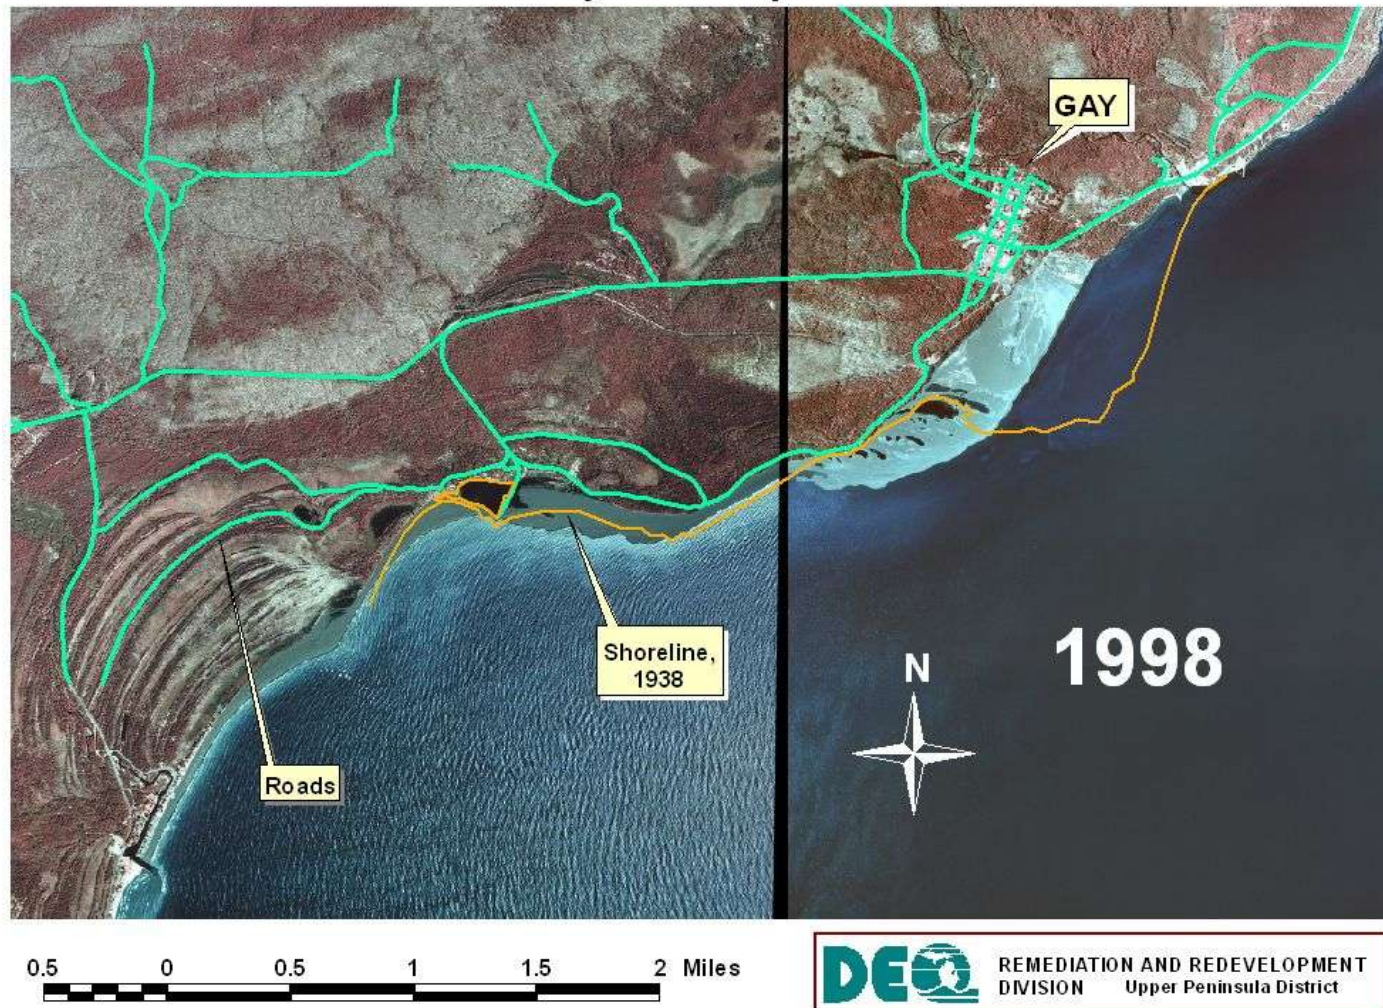 GAY
Shoreline,
1938
1998
N
Roads
0.5 0 0.5 1 1.5 2 Miles
DEQ
REMEDIATION AND REDEVELOPMENT
DIVISION Upper Peninsula District